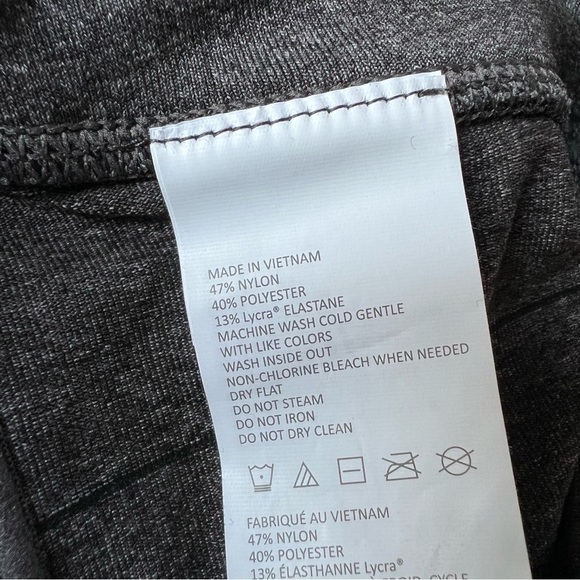 MADE IN VIETNAM
47% NYLON
40% POLYESTER
13% Lycra® ELASTANE
MACHINE WASH COLD GENTLE
WITH LIKE COLORS
WASH INSIDE OUT
NON-CHLORINE BLEACH WHEN NEEDED
DRY FLAT
DO NOT STEAM
DO NOT IRON
DO NOT DRY CLEAN
FABRIQUÉ AU VIETNAM
47% NYLON
40% POLYESTER
13% ÉLASTHANNE Lycra®